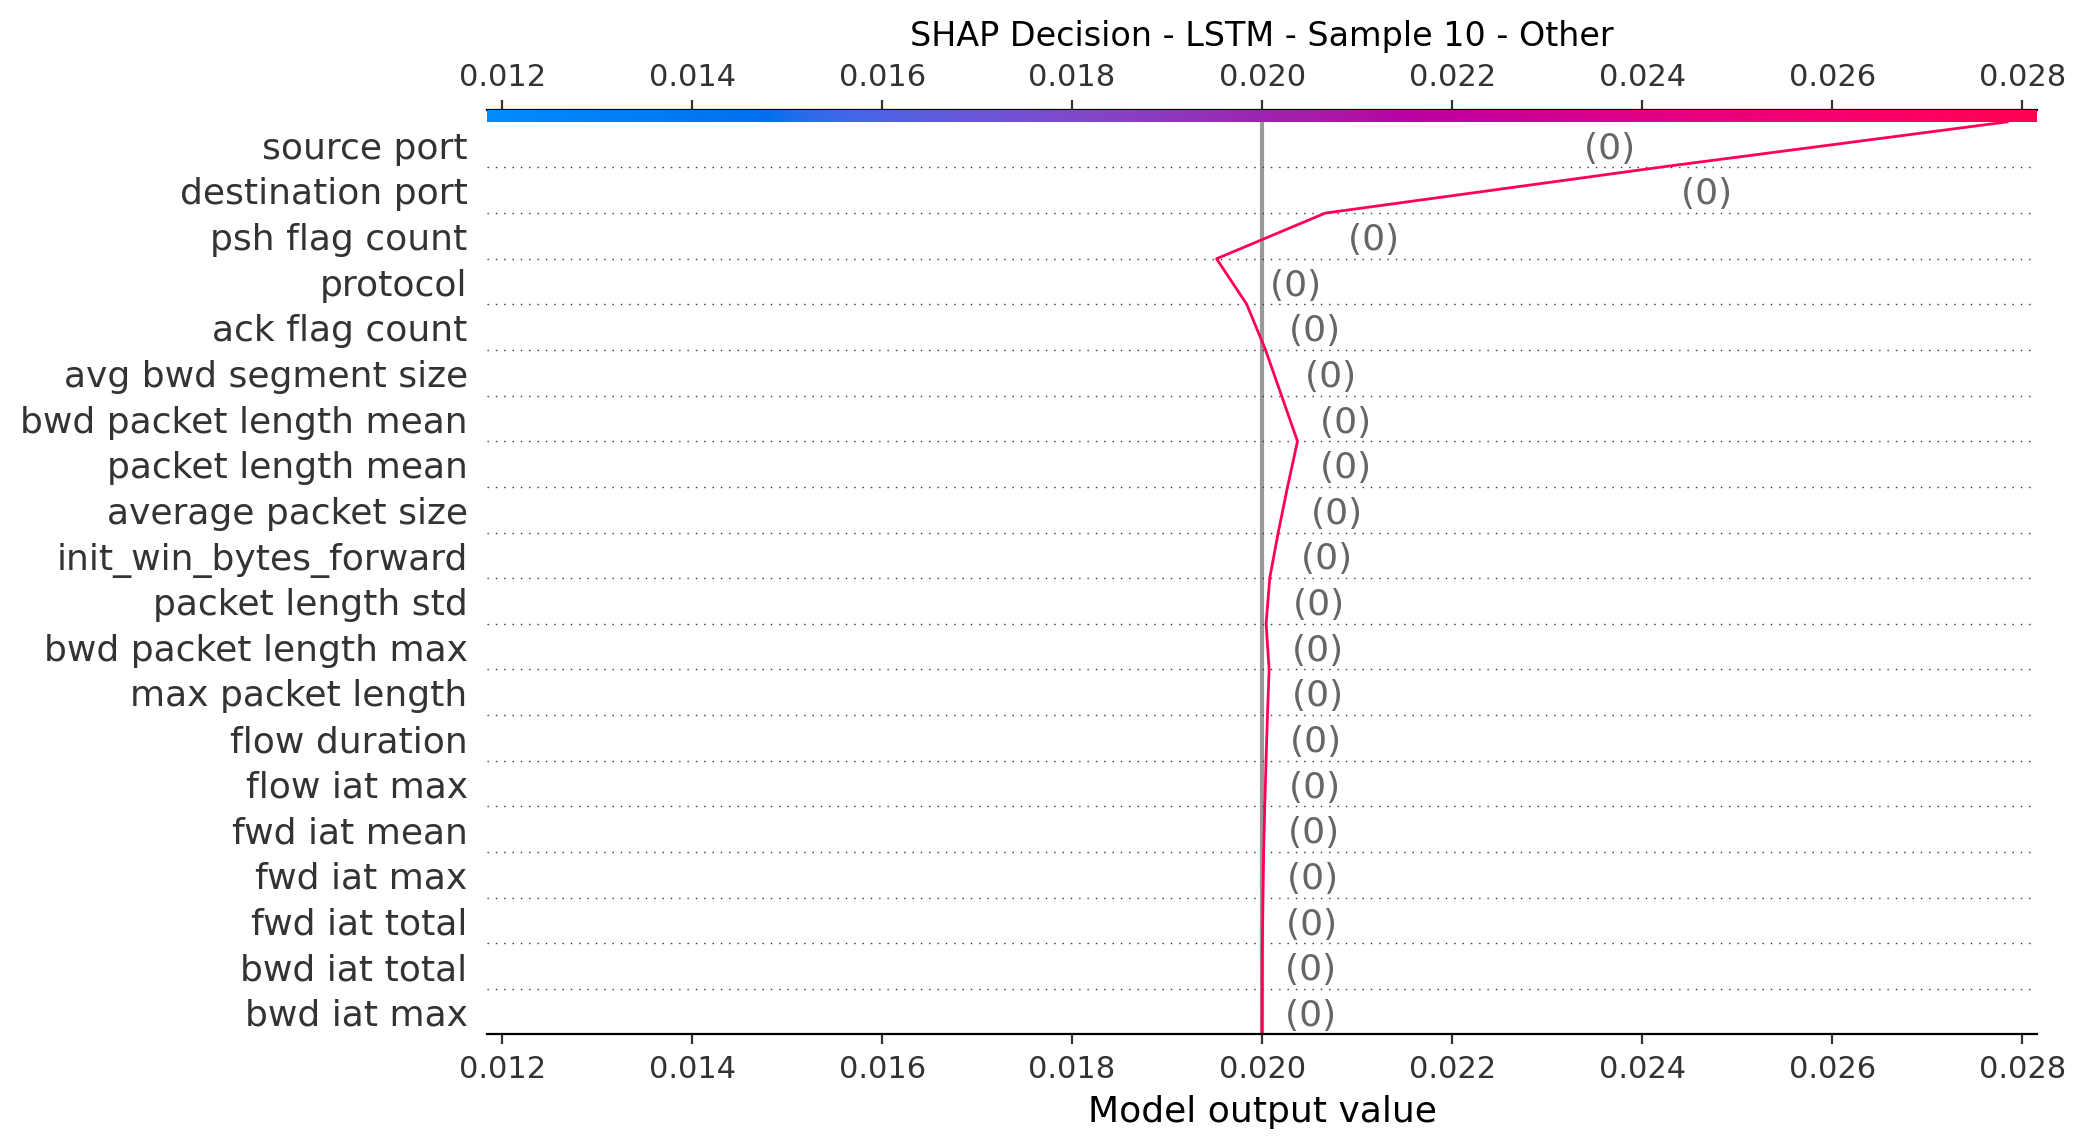 SHAP Decision - LSTM - Sample 10 - Other
0.012 0.014 0.016 0.018 0.020 0.022 0.024 0.026 0.028
source port (0)
destination port (0)
psh flag count (0)
protocol (0)
ack flag count (0)
avg bwd segment size (0)
bwd packet length mean (0)
packet length mean (0)
average packet size (0)
init_win_bytes_forward (0)
packet length std (0)
bwd packet length max (0)
max packet length (0)
flow duration (0)
flow iat max (0)
fwd iat mean (0)
fwd iat max (0)
fwd iat total (0)
bwd iat total (0)
bwd iat max (0)
0.012 0.014 0.016 0.018 0.020 0.022 0.024 0.026 0.028
Model output value